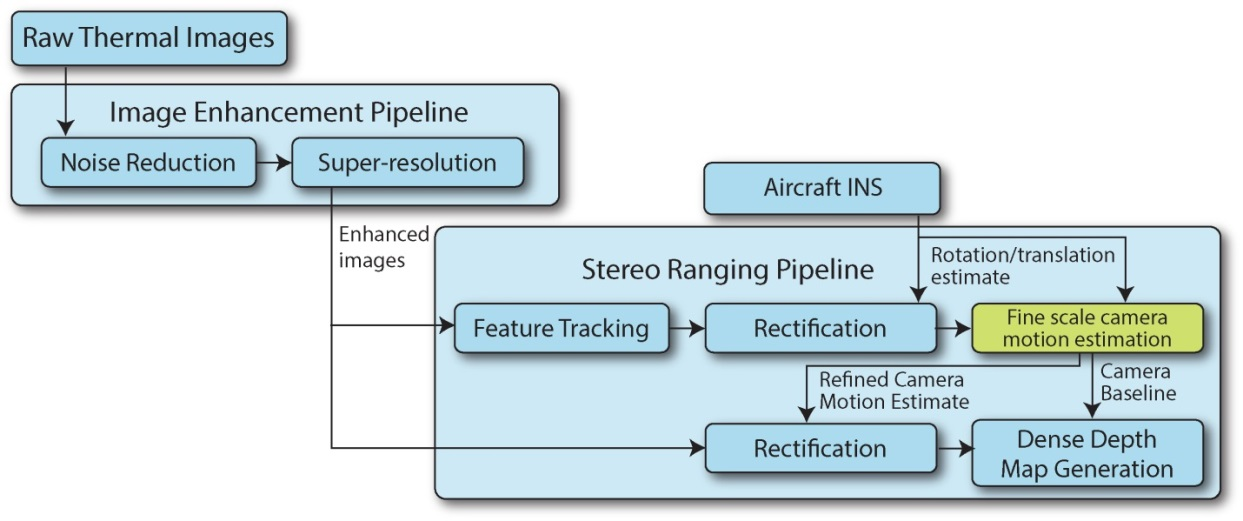 Raw Thermal Images
Image Enhancement Pipeline
Noise Reduction
Super-resolution
Aircraft INS
Enhanced
images
Stereo Ranging Pipeline
Rotation/translation
estimate
Feature Tracking
Rectification
Fine scale camera
motion estimation
Refined Camera
Motion Estimate
Camera
Baseline
Rectification
Dense Depth
Map Generation